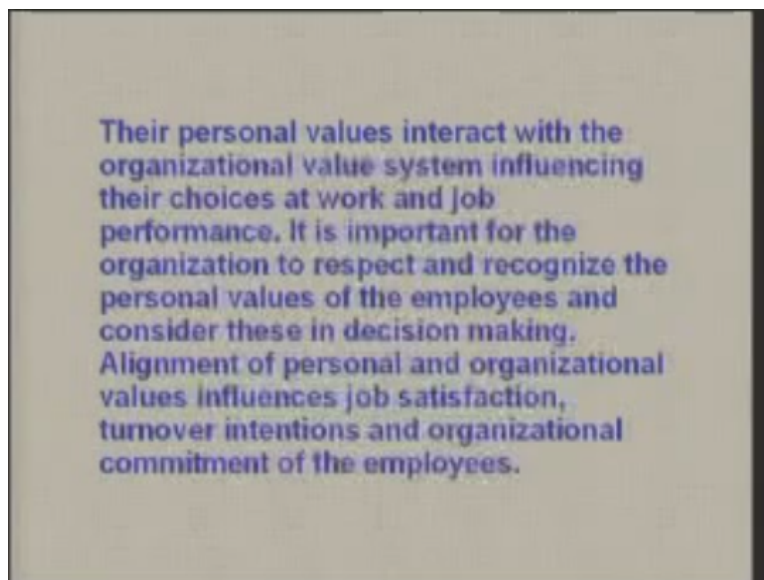 Their personal values interact with the
organizational value system influencing
their choices at work and job
performance. It is important for the
organization to respect and recognize the
personal values of the employees and
consider these in decision making.
Alignment of personal and organizational
values influences job satisfaction,
turnover intentions and organizational
commitment of the employees.